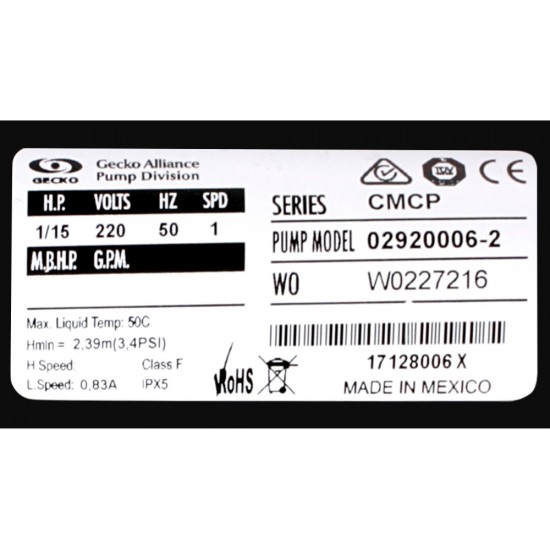 GECKO
Gecko Alliance
Pump Division
H.P. VOLTS HZ SPD
1/15 220 50 1
M.B.H.P. G.P.M.
Max. Liquid Temp: 50C
Hmin = 2,39m(3,4PSI)
H Speed: Class F
L.Speed: 0,83A IPX5
TÜV
CE
SERIES CMCP
PUMP MODEL 02920006-2
WO W0227216
17128006 X
RoHS
MADE IN MEXICO